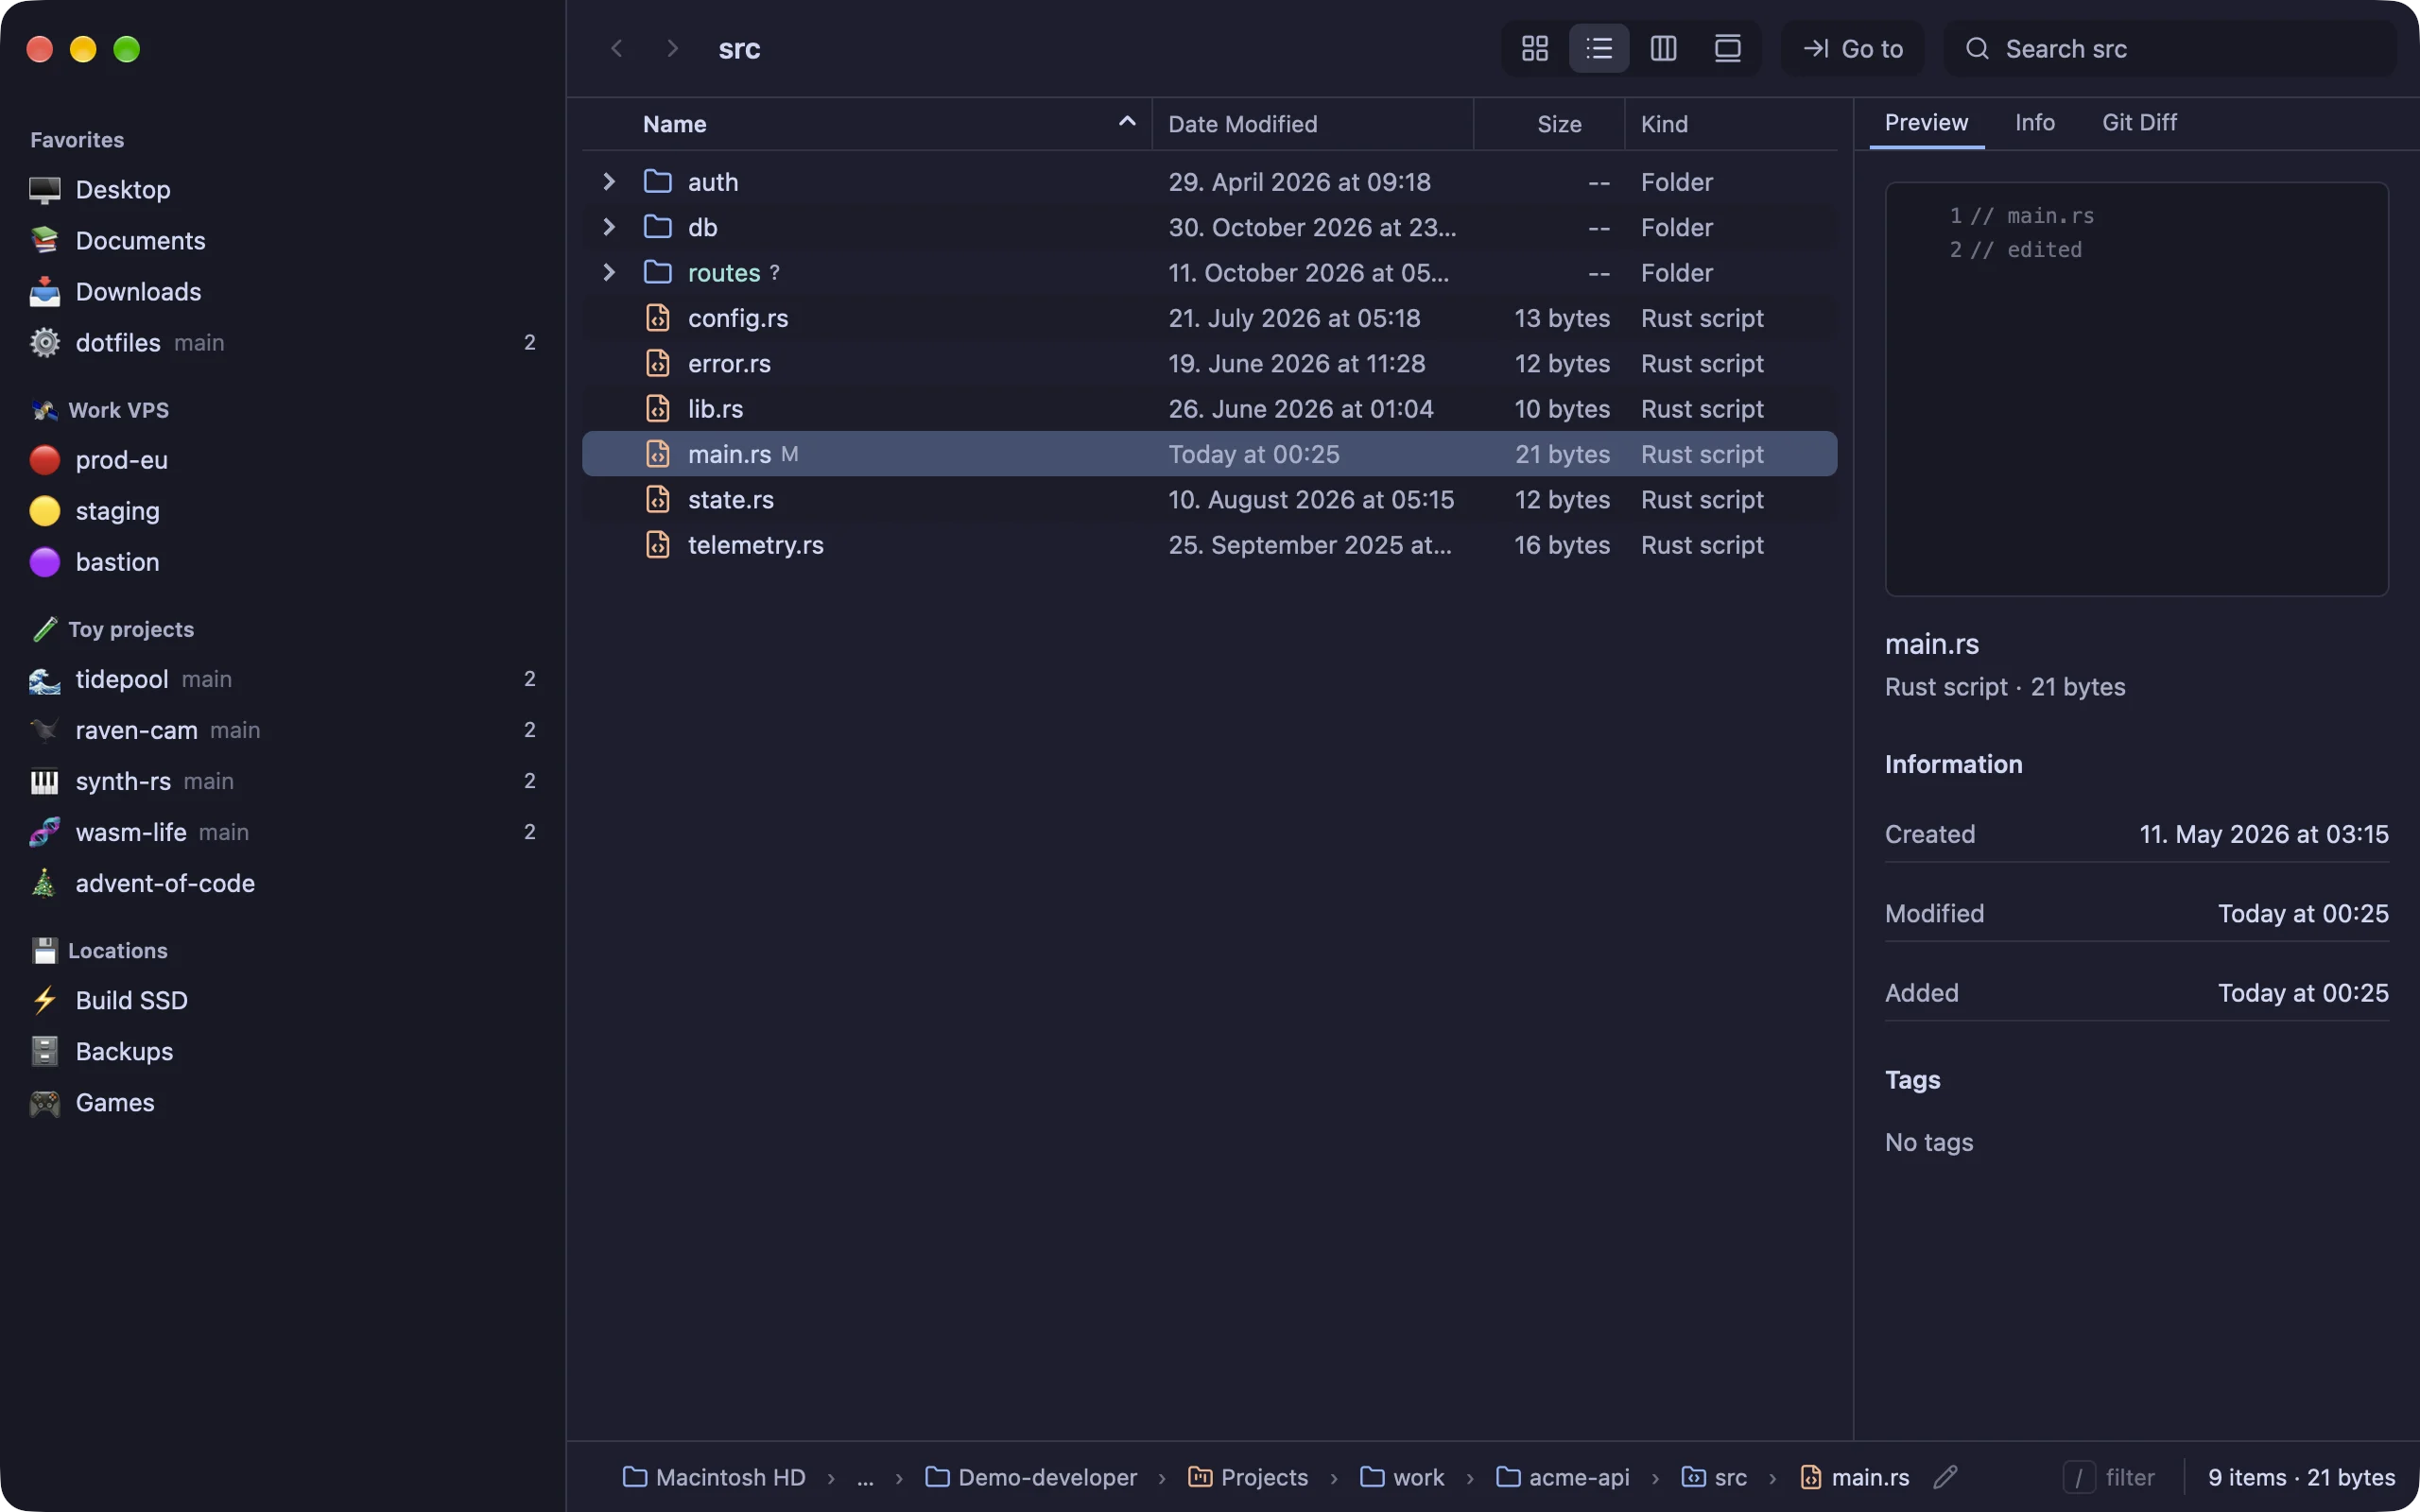 src
Go to
Search src
Favorites
Desktop
Documents
Downloads
dotfiles main 2
Work VPS
prod-eu
staging
bastion
Toy projects
tidepool main 2
raven-cam main 2
synth-rs main 2
wasm-life main 2
advent-of-code
Locations
Build SSD
Backups
Games
Name Date Modified Size Kind
auth 29. April 2026 at 09:18 -- Folder
db 30. October 2026 at 23... -- Folder
routes ? 11. October 2026 at 05... -- Folder
config.rs 21. July 2026 at 05:18 13 bytes Rust script
error.rs 19. June 2026 at 11:28 12 bytes Rust script
lib.rs 26. June 2026 at 01:04 10 bytes Rust script
main.rs M Today at 00:25 21 bytes Rust script
state.rs 10. August 2026 at 05:15 12 bytes Rust script
telemetry.rs 25. September 2025 at... 16 bytes Rust script
Preview Info Git Diff
1 // main.rs
2 // edited
main.rs
Rust script · 21 bytes
Information
Created 11. May 2026 at 03:15
Modified Today at 00:25
Added Today at 00:25
Tags
No tags
Macintosh HD › ... › Demo-developer › Projects › work › acme-api › src › main.rs
/ filter
9 items · 21 bytes